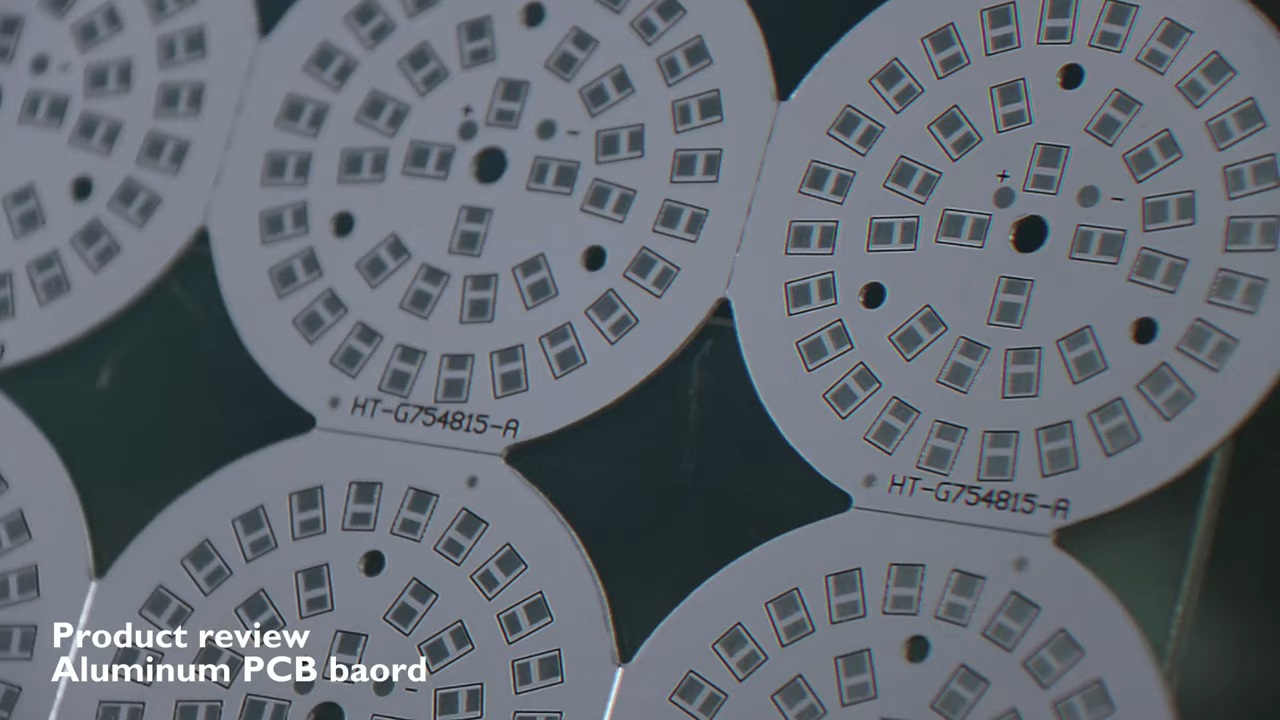 + -
+ -
HT-G754815-A
HT-G754815-A
-
Product review
Aluminum PCB baord